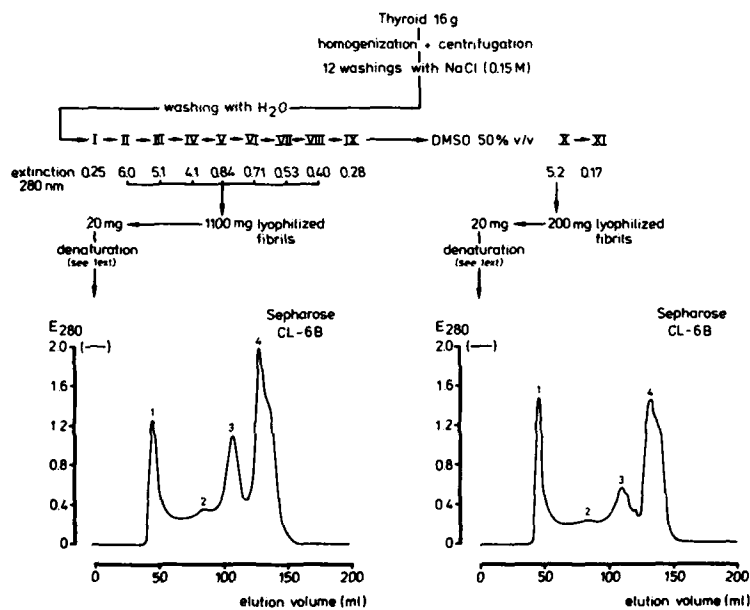 Thyroid 16 g
homogenization + centrifugation
12 washings with NaCl (0.15 M)
washing with H2O
I II III IV V VI VII VIII IX DMSO 50% v/v X XI
extinction 280 nm 0.25 6.0 5.1 4.1 0.84 0.71 0.53 0.40 0.28 5.2 0.17
20 mg 1100 mg lyophilized fibrils
denaturation
(see text)
20 mg 200 mg lyophilized fibrils
denaturation
(see text)
E280 (—)
Sepharose
CL-6B
2.0
1.6
1.2
0.8
0.4
0
1
2
3
4
0 50 100 150 200
elution volume (ml)
E280 (—)
Sepharose
CL-6B
2.0
1.6
1.2
0.8
0.4
0
1
2
3
4
0 50 100 150 200
elution volume (ml)